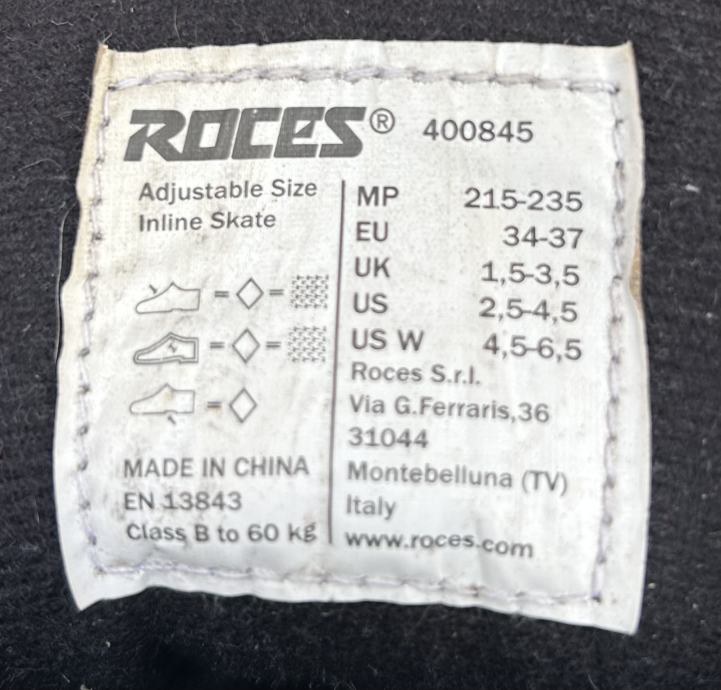 ROCES® 400845
Adjustable Size
Inline Skate
MADE IN CHINA
EN 13843
Class B to 60 kg
MP 215-235
EU 34-37
UK 1,5-3,5
US 2,5-4,5
US W 4,5-6,5
Roces S.r.l.
Via G.Ferraris,36
31044
Montebelluna (TV)
Italy
www.roces.com